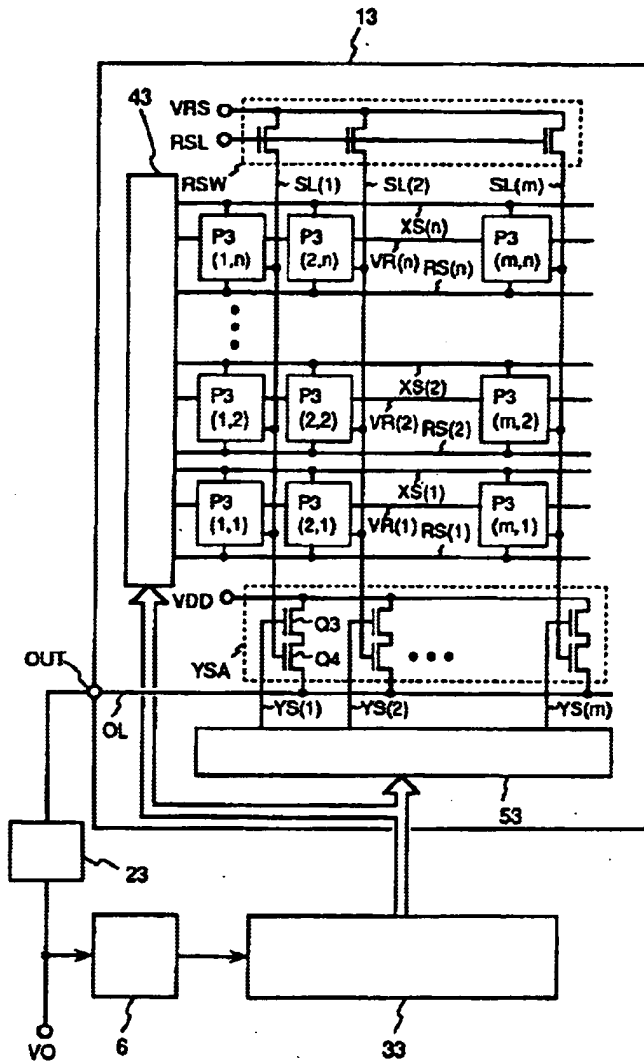 13
43
VRS
RSL
RSW
SL(1) SL(2) SL(m)
P3 (1,n) P3 (2,n) XS(n) VR(n) RS(n) P3 (m,n)
P3 (1,2) P3 (2,2) XS(2) VR(2) RS(2) P3 (m,2)
P3 (1,1) P3 (2,1) XS(1) VR(1) RS(1) P3 (m,1)
VDD
Q3
Q4
YSA
OUT
OL
YS(1) YS(2) YS(m)
53
23
6
33
VO